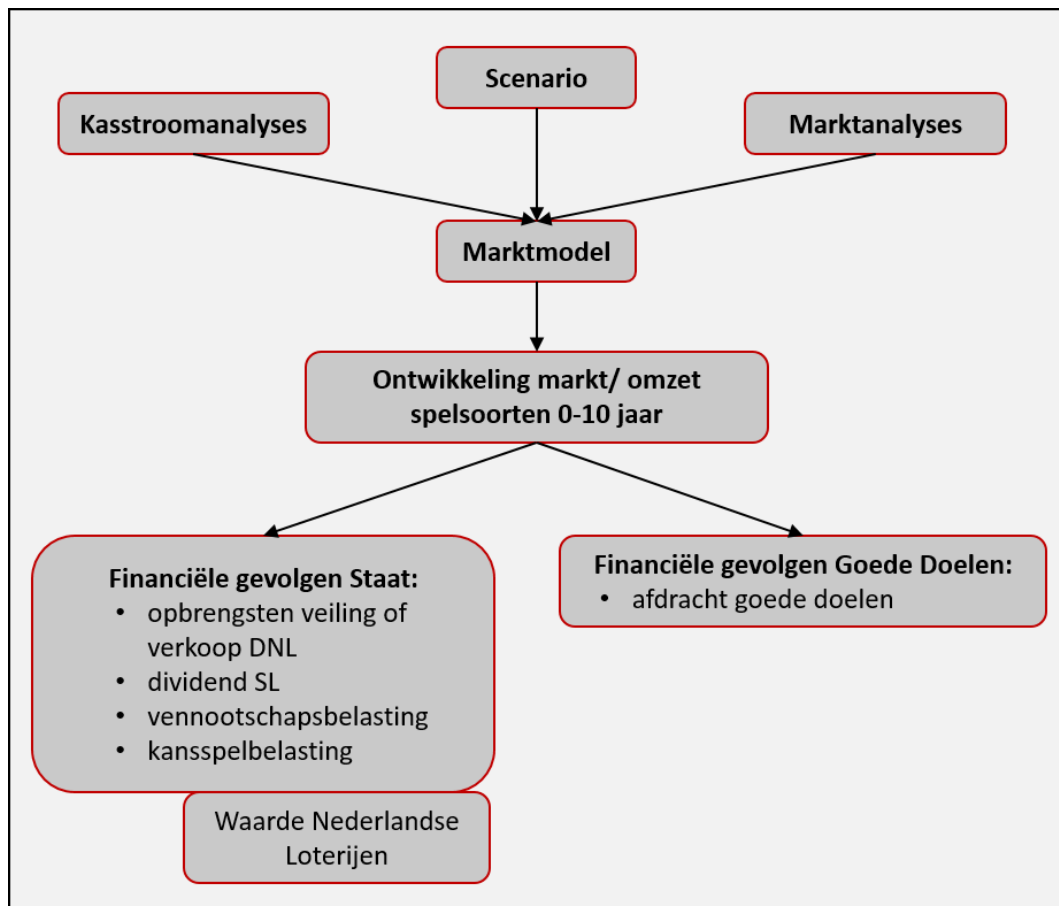 Scenario
Kasstroomanalyses
Marktanalyses
Marktmodel
Ontwikkeling markt/ omzet
spelsoorten 0-10 jaar
Financiële gevolgen Staat:
• opbrengsten veiling of
verkoop DNL
• dividend SL
• vennootschapsbelasting
• kansspelbelasting
Waarde Nederlandse
Loterijen
Financiële gevolgen Goede Doelen:
• afdracht goede doelen